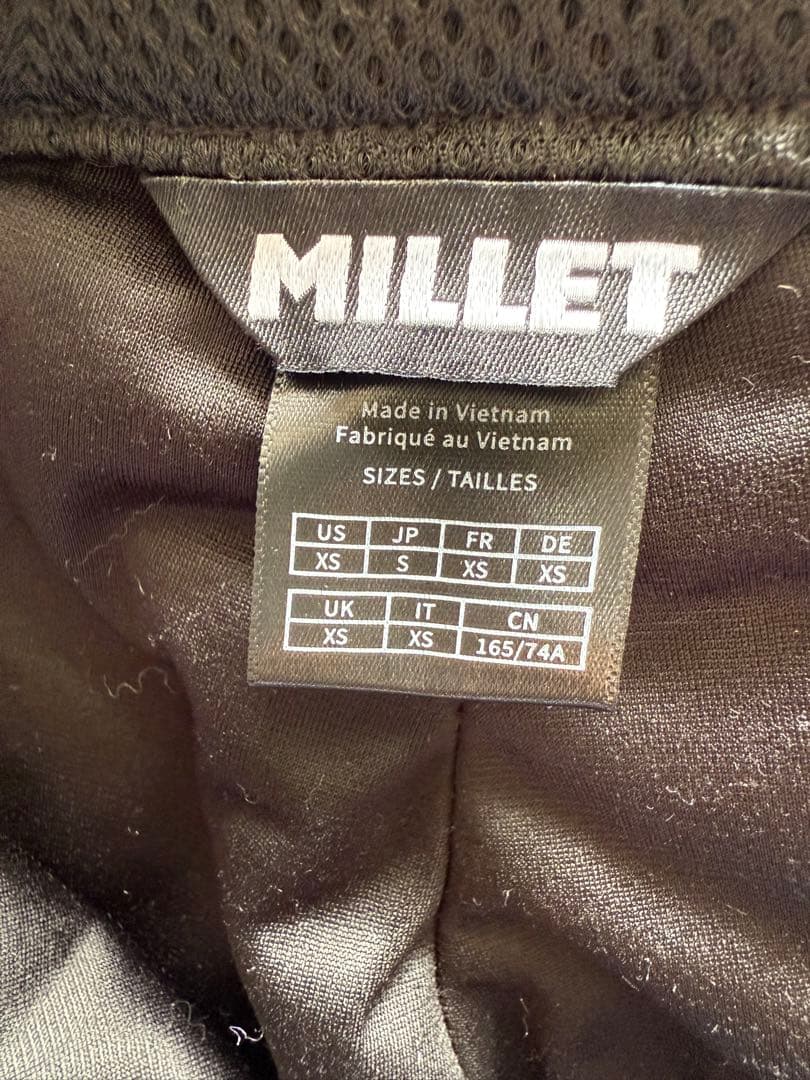 MILLET
Made in Vietnam
Fabriqué au Vietnam
SIZES / TAILLES
US JP FR DE
XS S XS XS
UK IT CN
XS XS 165/74A